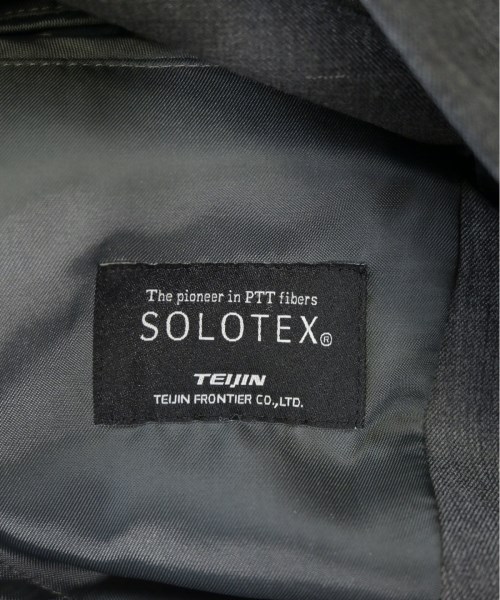 The pioneer in PTT fibers
SOLOTEX®
TEIJIN
TEIJIN FRONTIER CO.,LTD.